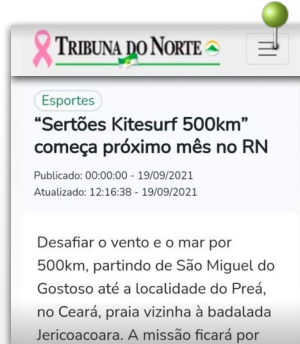 TRIBUNA DO NORTE
Esportes
“Sertões Kitesurf 500km”
começa próximo mês no RN
Publicado: 00:00:00 - 19/09/2021
Atualizado: 12:16:38 - 19/09/2021
Desafiar o vento e o mar por
500km, partindo de São Miguel do
Gostoso até a localidade do Preá,
no Ceará, praia vizinha à badalada
Jericoacoara. A missão ficará por